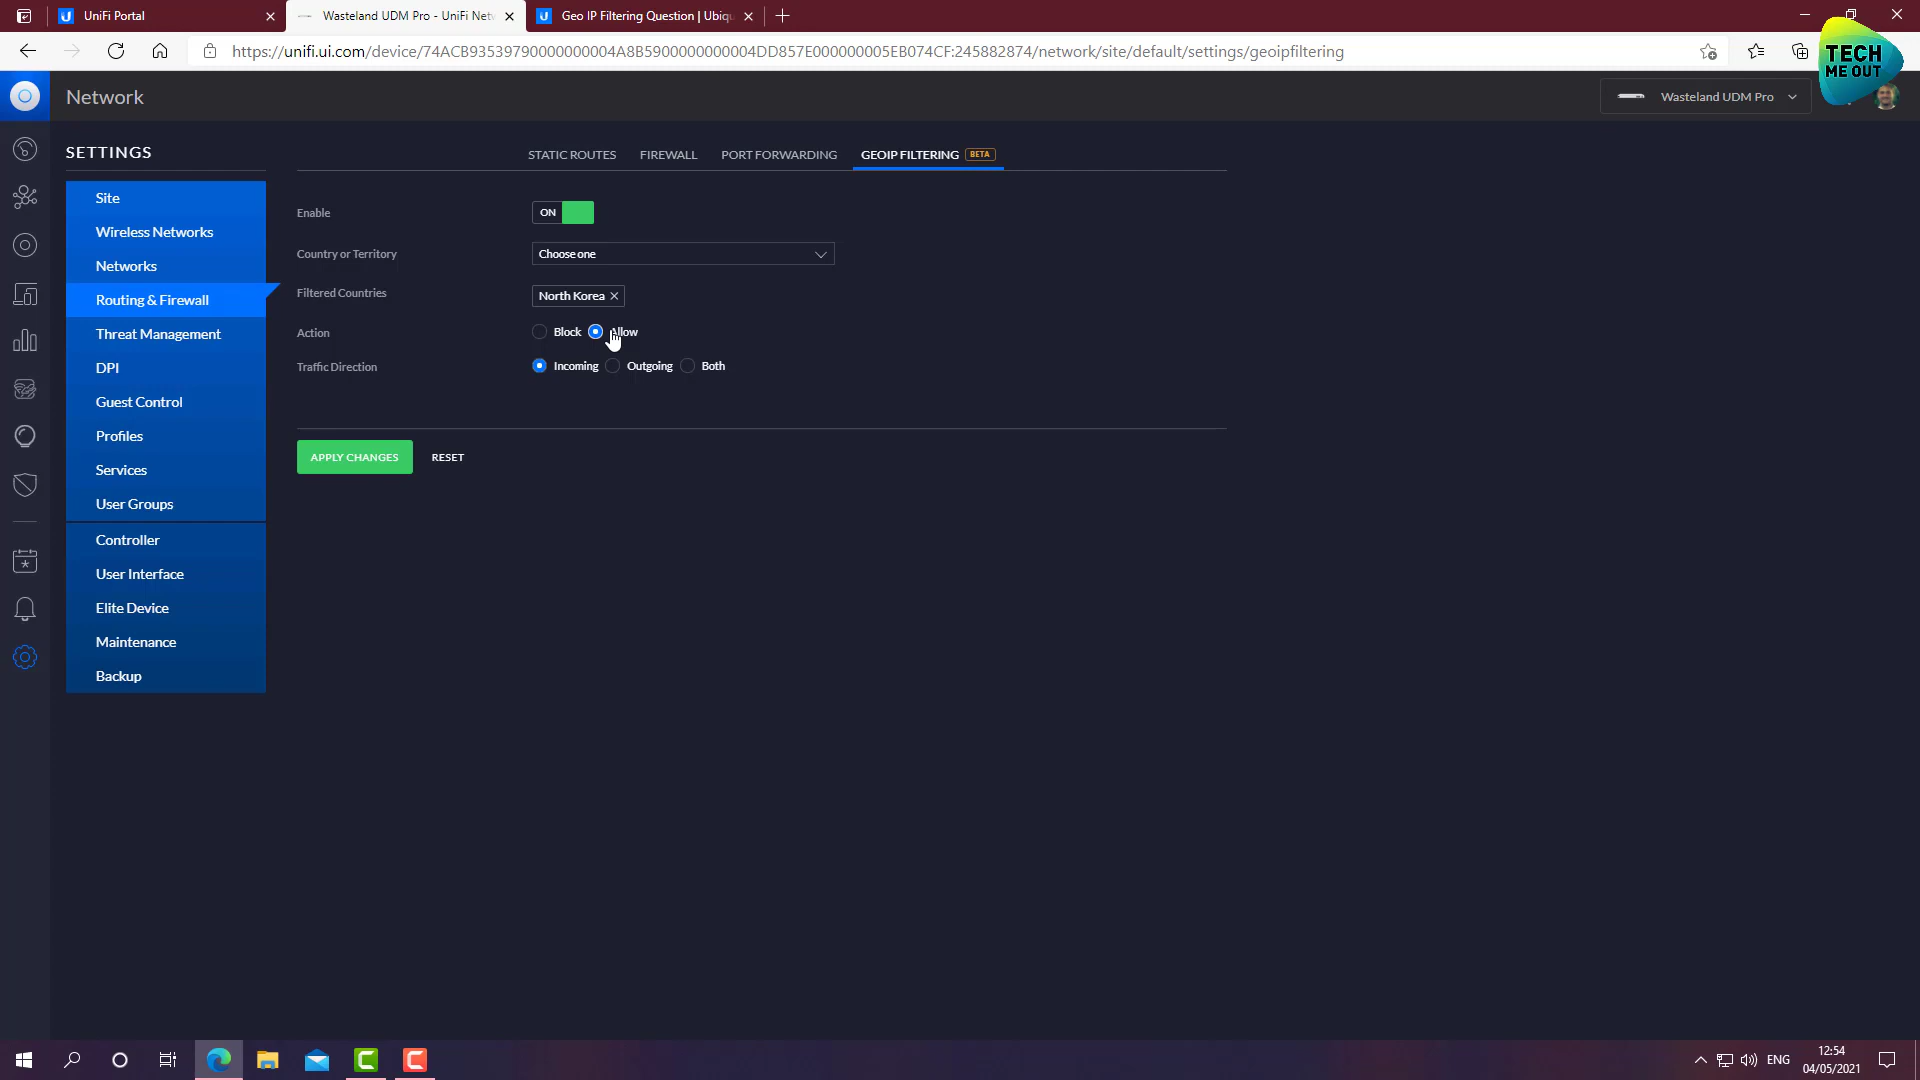 UniFi Portal
Wasteland UDM Pro - UniFi Netw
Geo IP Filtering Question | Ubiqu
https://unifi.ui.com/device/74ACB93539790000000004A8B5900000000004DD857E000000005EB074CF:245882874/network/site/default/settings/geoipfiltering
TECH
ME OUT
Network
Wasteland UDM Pro
SETTINGS
STATIC ROUTES
FIREWALL
PORT FORWARDING
GEOIP FILTERING BETA
Site
Wireless Networks
Networks
Routing & Firewall
Threat Management
DPI
Guest Control
Profiles
Services
User Groups
Controller
User Interface
Elite Device
Maintenance
Backup
Enable
ON
Country or Territory
Choose one
Filtered Countries
North Korea
Action
Block
Allow
Traffic Direction
Incoming
Outgoing
Both
APPLY CHANGES
RESET
ENG
12:54
04/05/2021